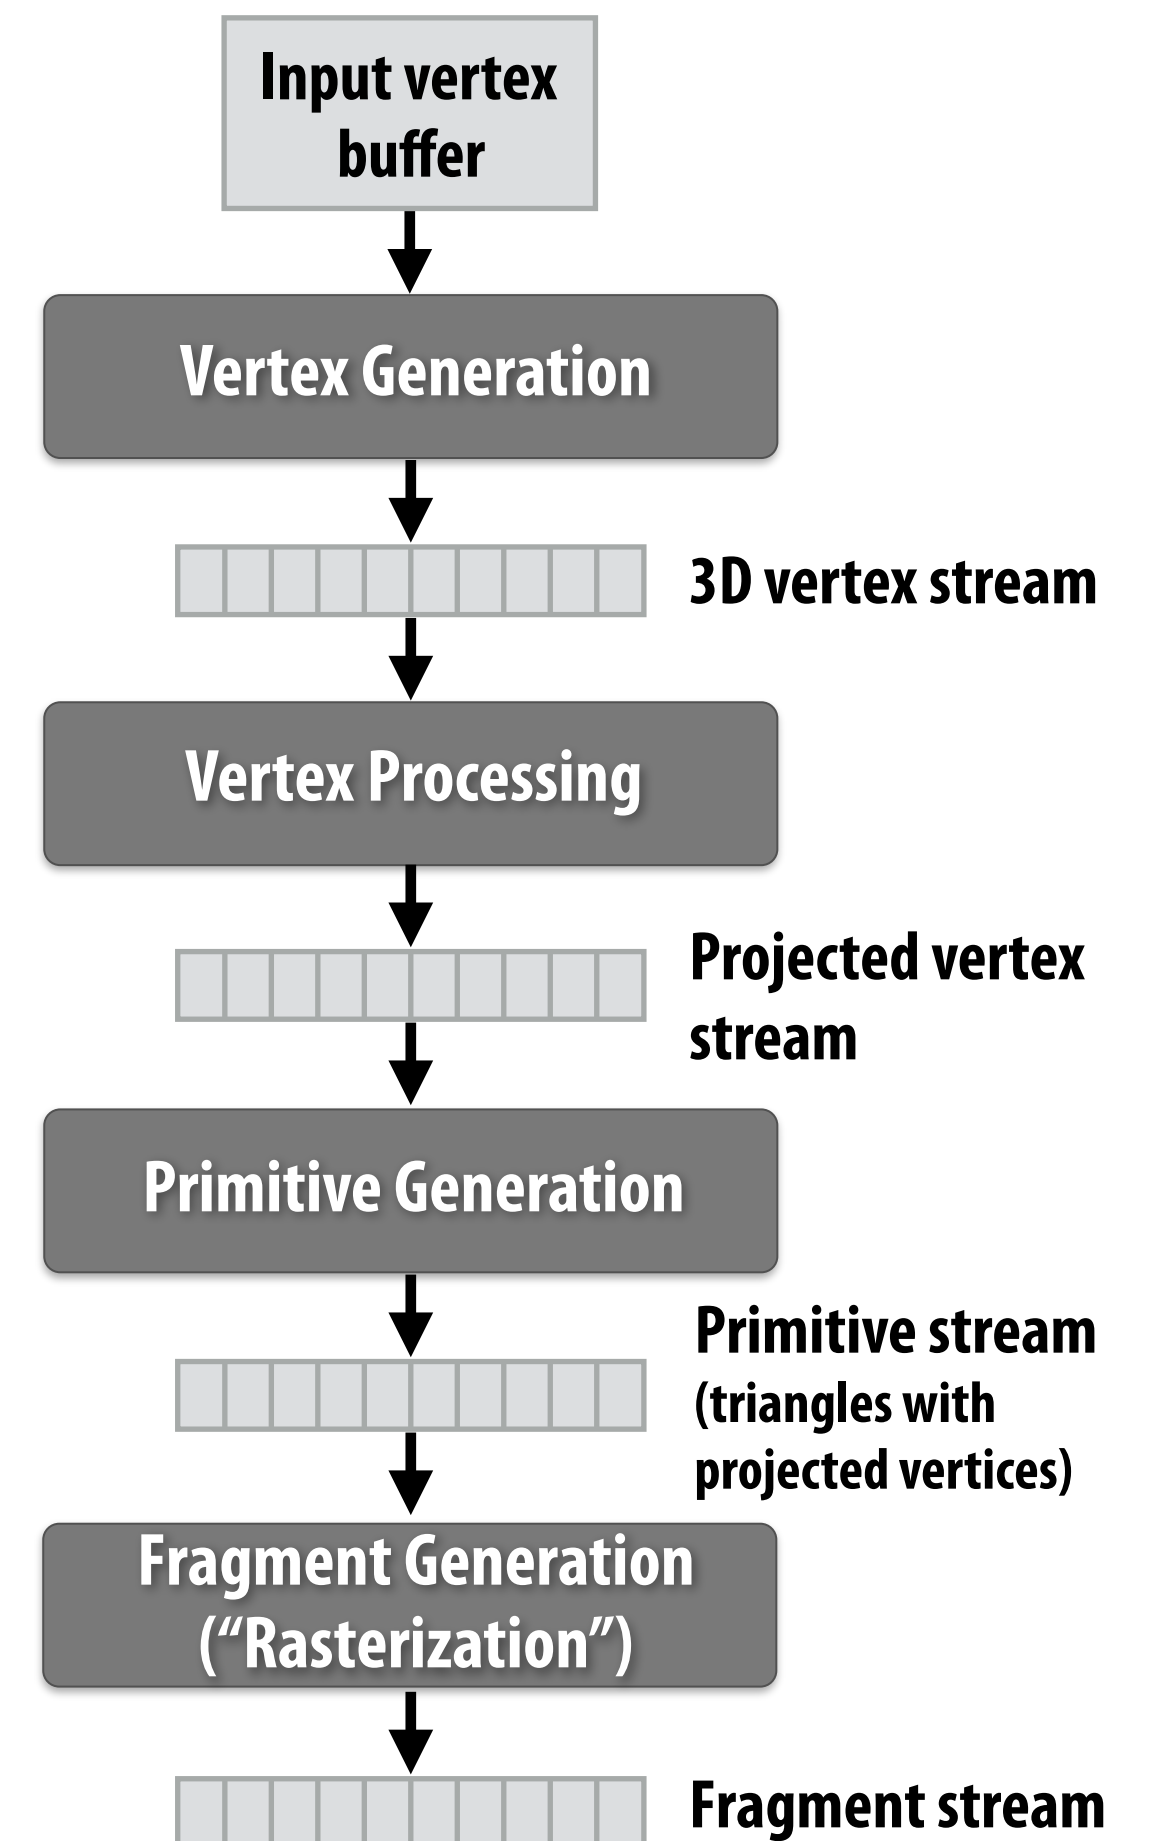 Input vertex
buffer
Vertex Generation
3D vertex stream
Vertex Processing
Projected vertex
stream
Primitive Generation
Primitive stream
(triangles with
projected vertices)
Fragment Generation
(“Rasterization”)
Fragment stream